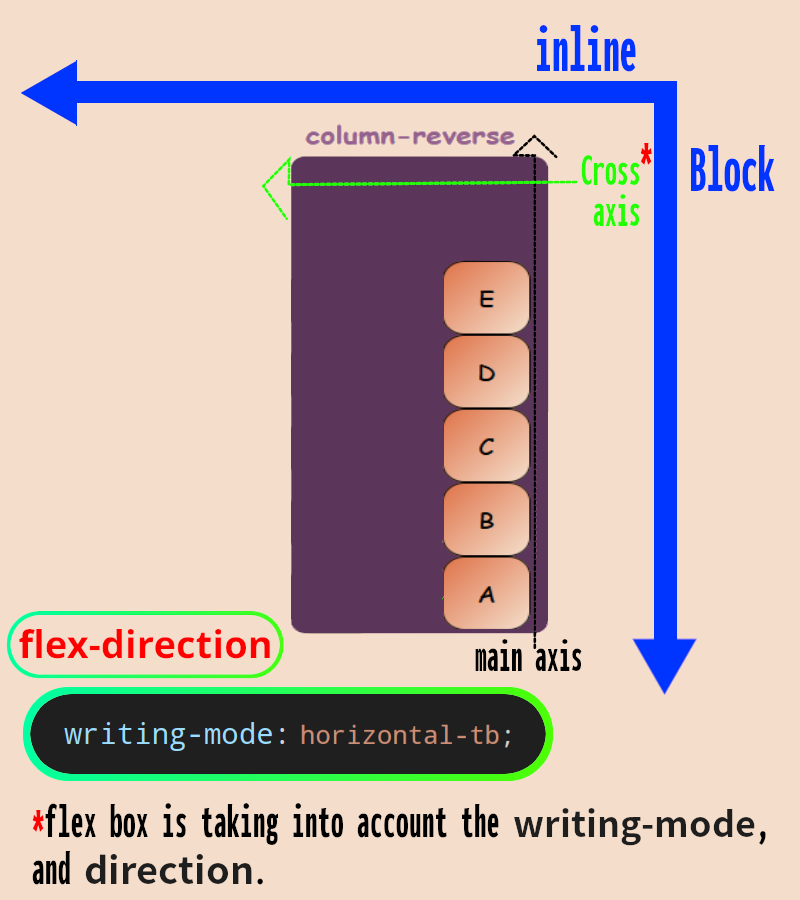 inline
column-reverse
Cross*
axis
Block
E
D
C
B
A
main axis
flex-direction
writing-mode: horizontal-tb;
*flex box is taking into account the writing-mode,
and direction.